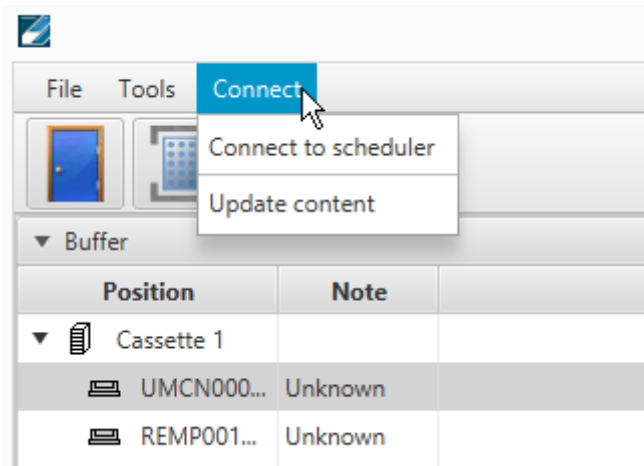 File Tools Connect
Connect to scheduler
Update content
Buffer
Position Note
Cassette 1
UMCN000... Unknown
REMP001... Unknown